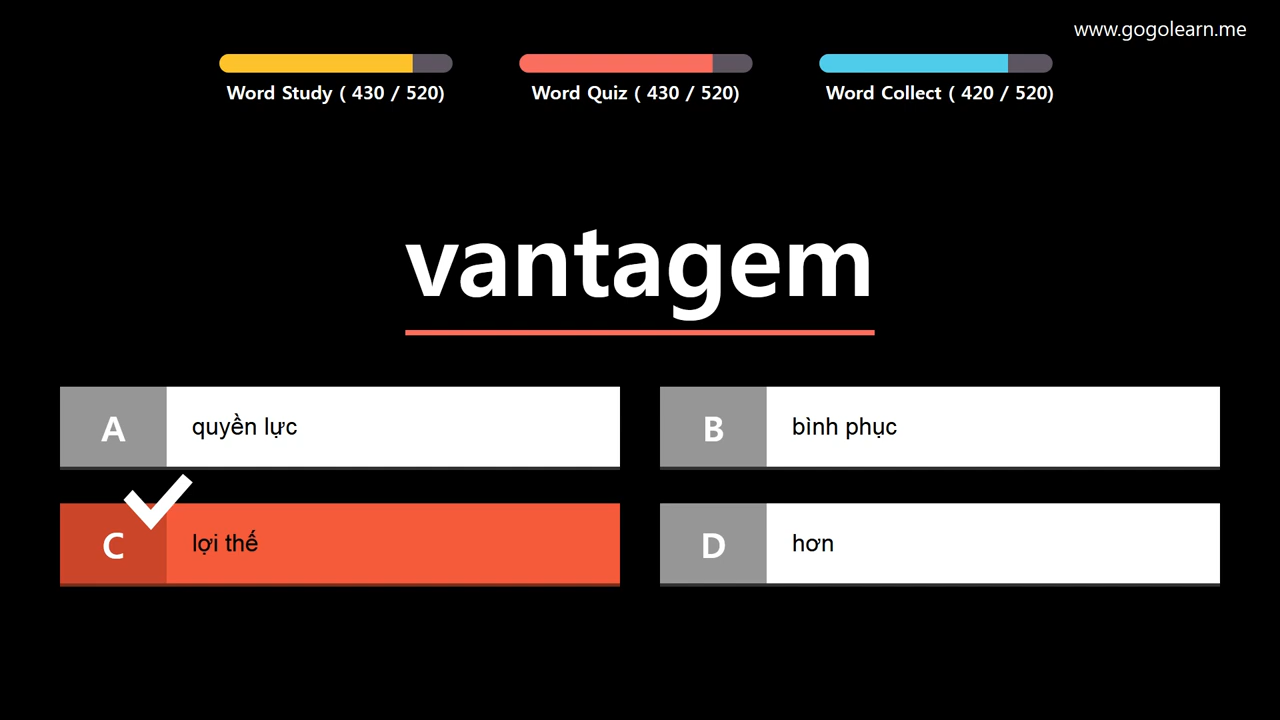 www.gogolearn.me
Word Study ( 430 / 520)
Word Quiz ( 430 / 520)
Word Collect ( 420 / 520)
vantagem
A quyền lực
B bình phục
C lợi thế
D hơn